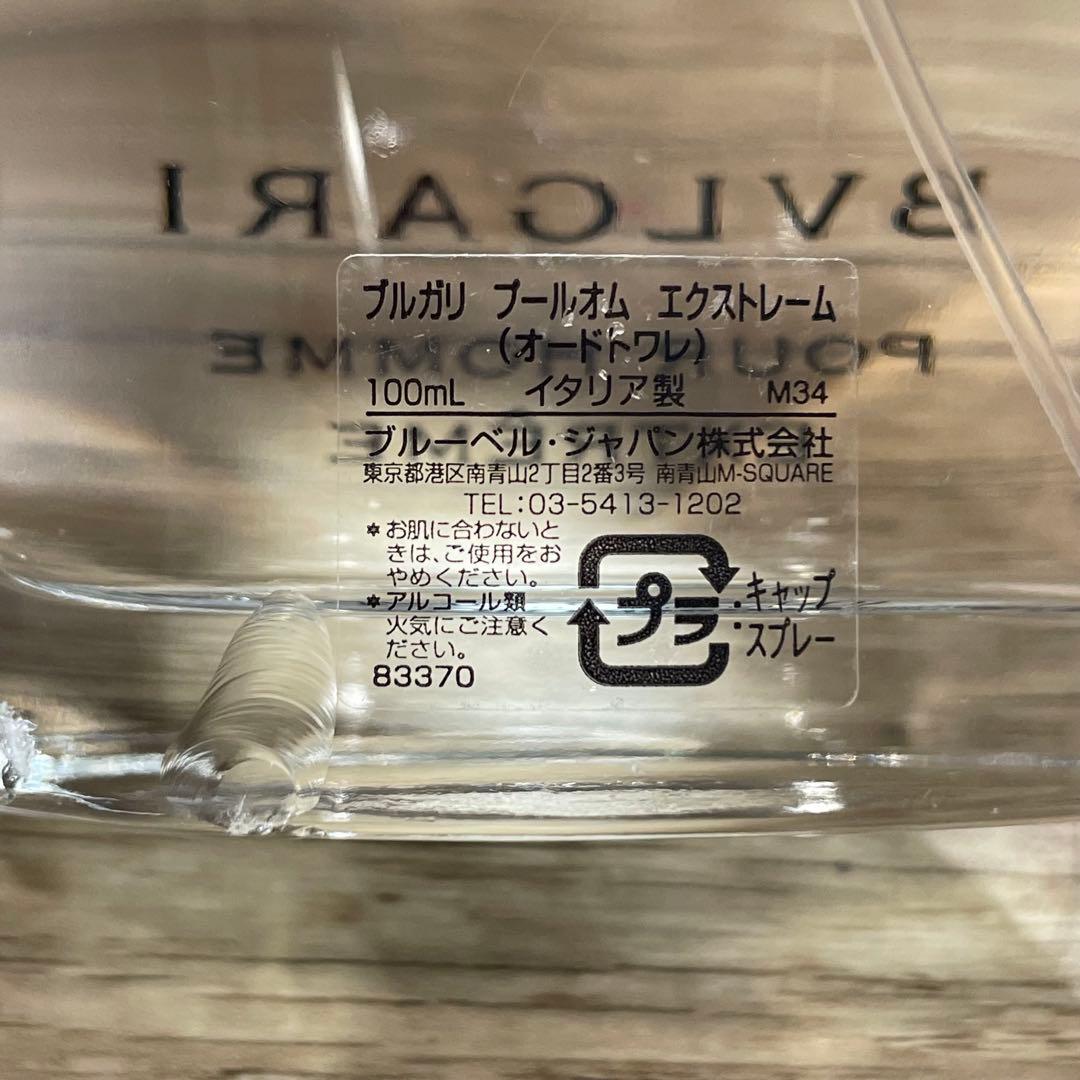 BVLGARI
POUR HOMME
ブルガリ プールオム エクストレーム
(オードトワレ)
100mL イタリア製 M34
ブルーベル・ジャパン株式会社
東京都港区南青山2丁目2番3号 南青山M-SQUARE
TEL:03-5413-1202
*お肌に合わないと
きは、ご使用をお
やめください。
*アルコール類
火気にご注意く
ださい。
83370
プラ
:キャップ
:スプレー